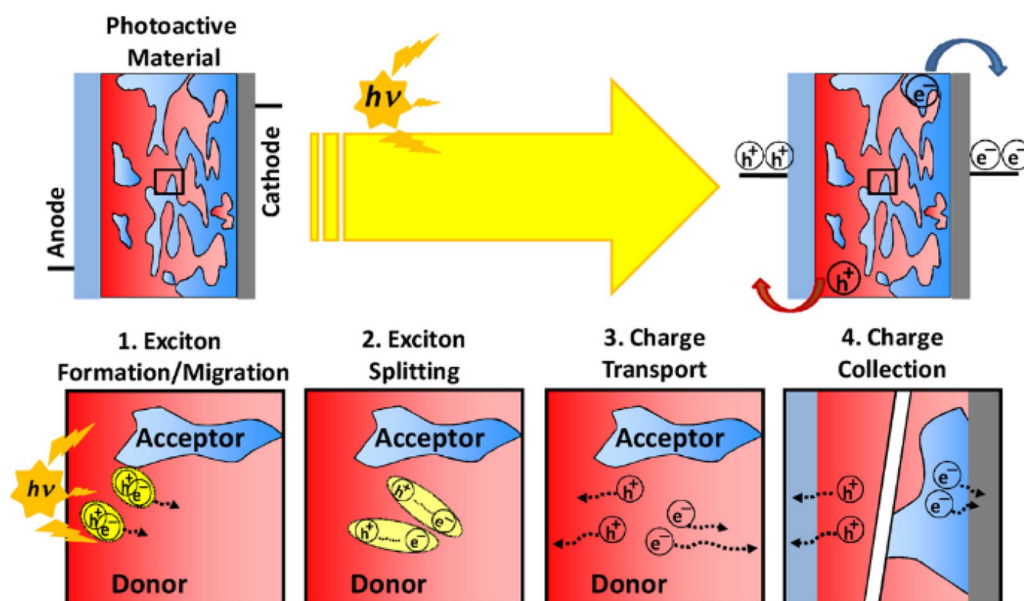 Photoactive
Material
Anode
Cathode
hν
h⁺ h⁺
e⁻
e⁻ e⁻
h⁺
1. Exciton
Formation/Migration
2. Exciton
Splitting
3. Charge
Transport
4. Charge
Collection
hν
Acceptor
h⁺ e⁻
h⁺ e⁻
Donor
Acceptor
h⁺ e⁻
h⁺ e⁻
Donor
Acceptor
h⁺
h⁺ e⁻
e⁻
Donor
h⁺ e⁻
h⁺ e⁻